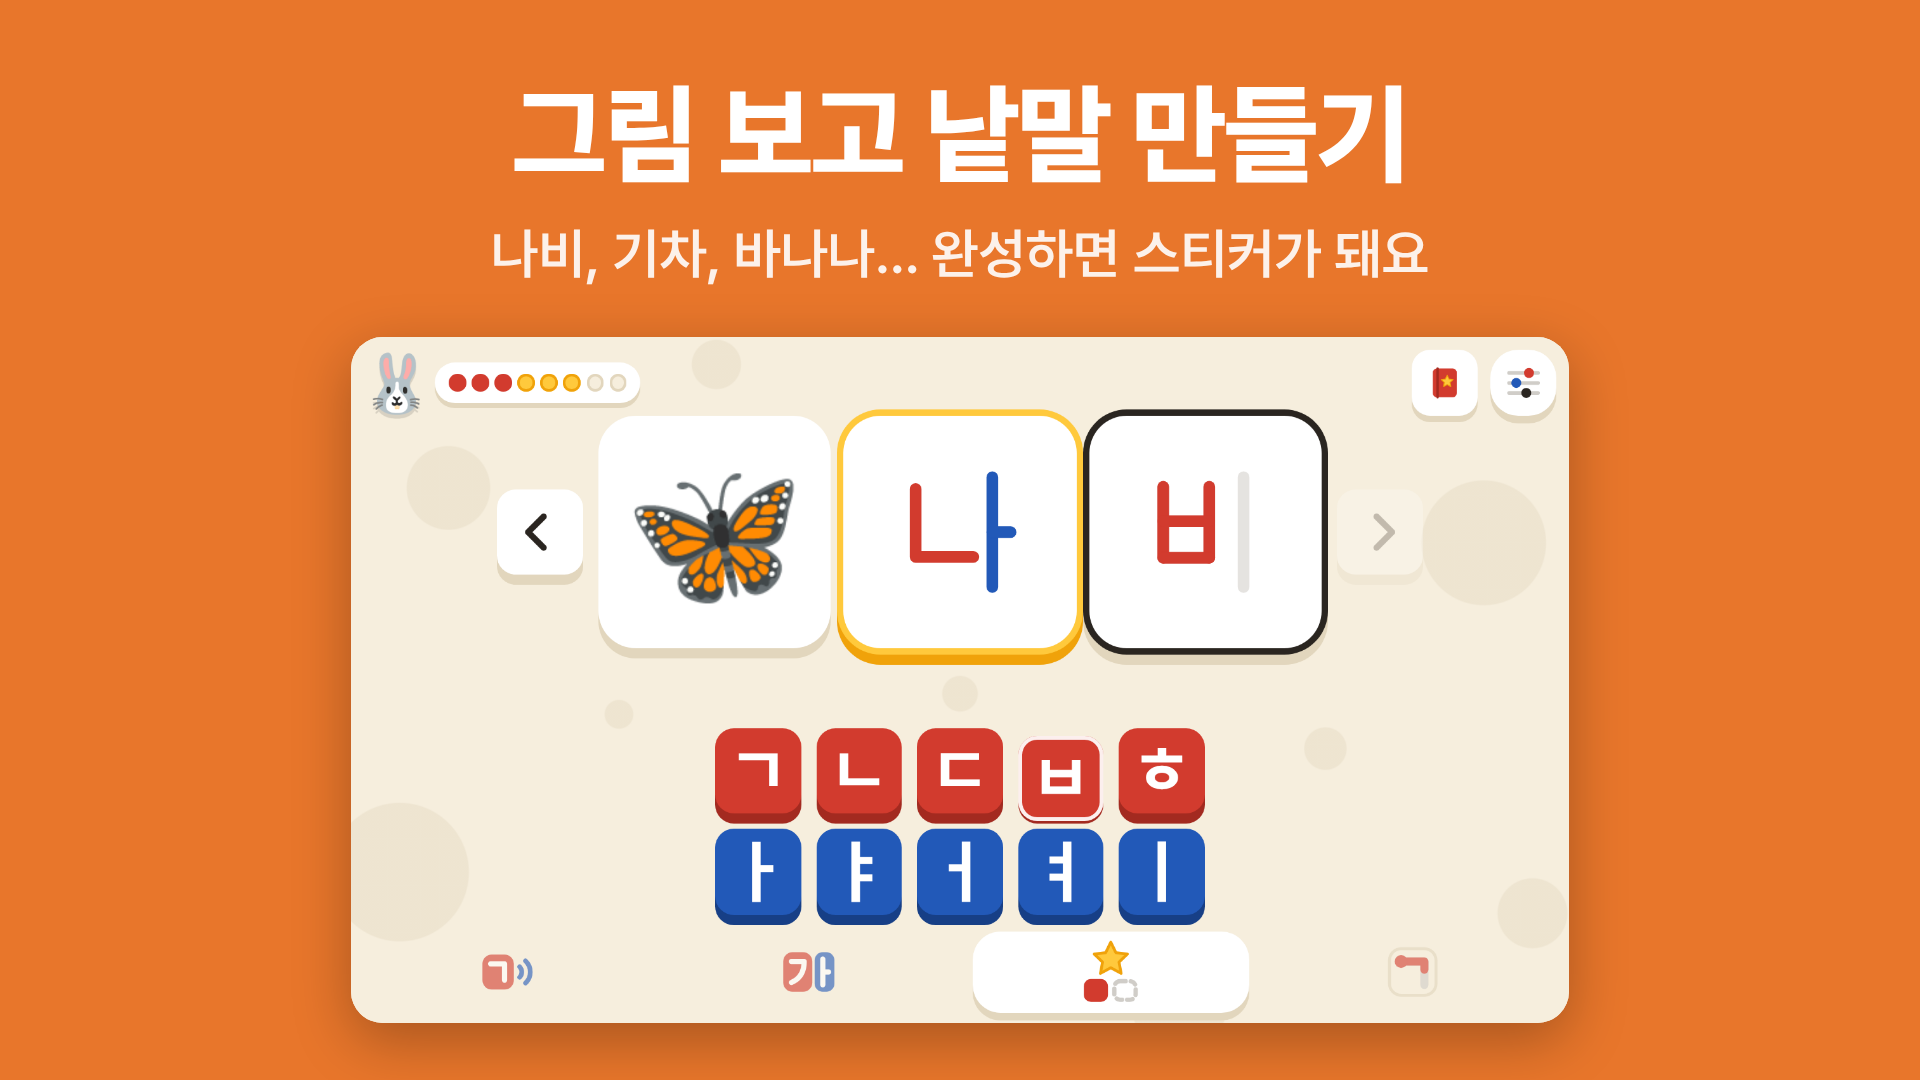 그림 보고 낱말 만들기
나비, 기차, 바나나... 완성하면 스티커가 돼요
나 ㅂㅣ
ㄱ ㄴ ㄷ ㅂ ㅎ
ㅏ ㅑ ㅓ ㅕ ㅣ
ㄱ 가 ㄱ